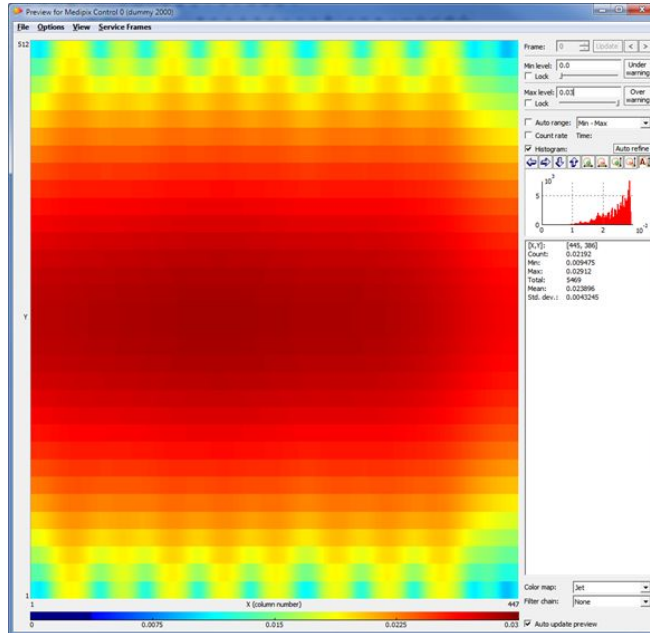 Preview for Medipix Control 0 (dummy 2000)
File Options View Service Frames
512
Y
1
1 X (column number) 447
0 0.0075 0.015 0.0225 0.03
Frame: 0 Update < >
Min level: 0.0 Under warning
Lock
Max level: 0.03 Over warning
Lock
Auto range: Min - Max
Count rate Time:
Histogram: Auto refine
10^3
5
0
1 2 10^-2
[X,Y]: [445, 386]
Count: 0.02192
Min: 0.009475
Max: 0.02912
Total: 5469
Mean: 0.023896
Std. dev.: 0.0043245
Color map: Jet
Filter chain: None
Auto update preview